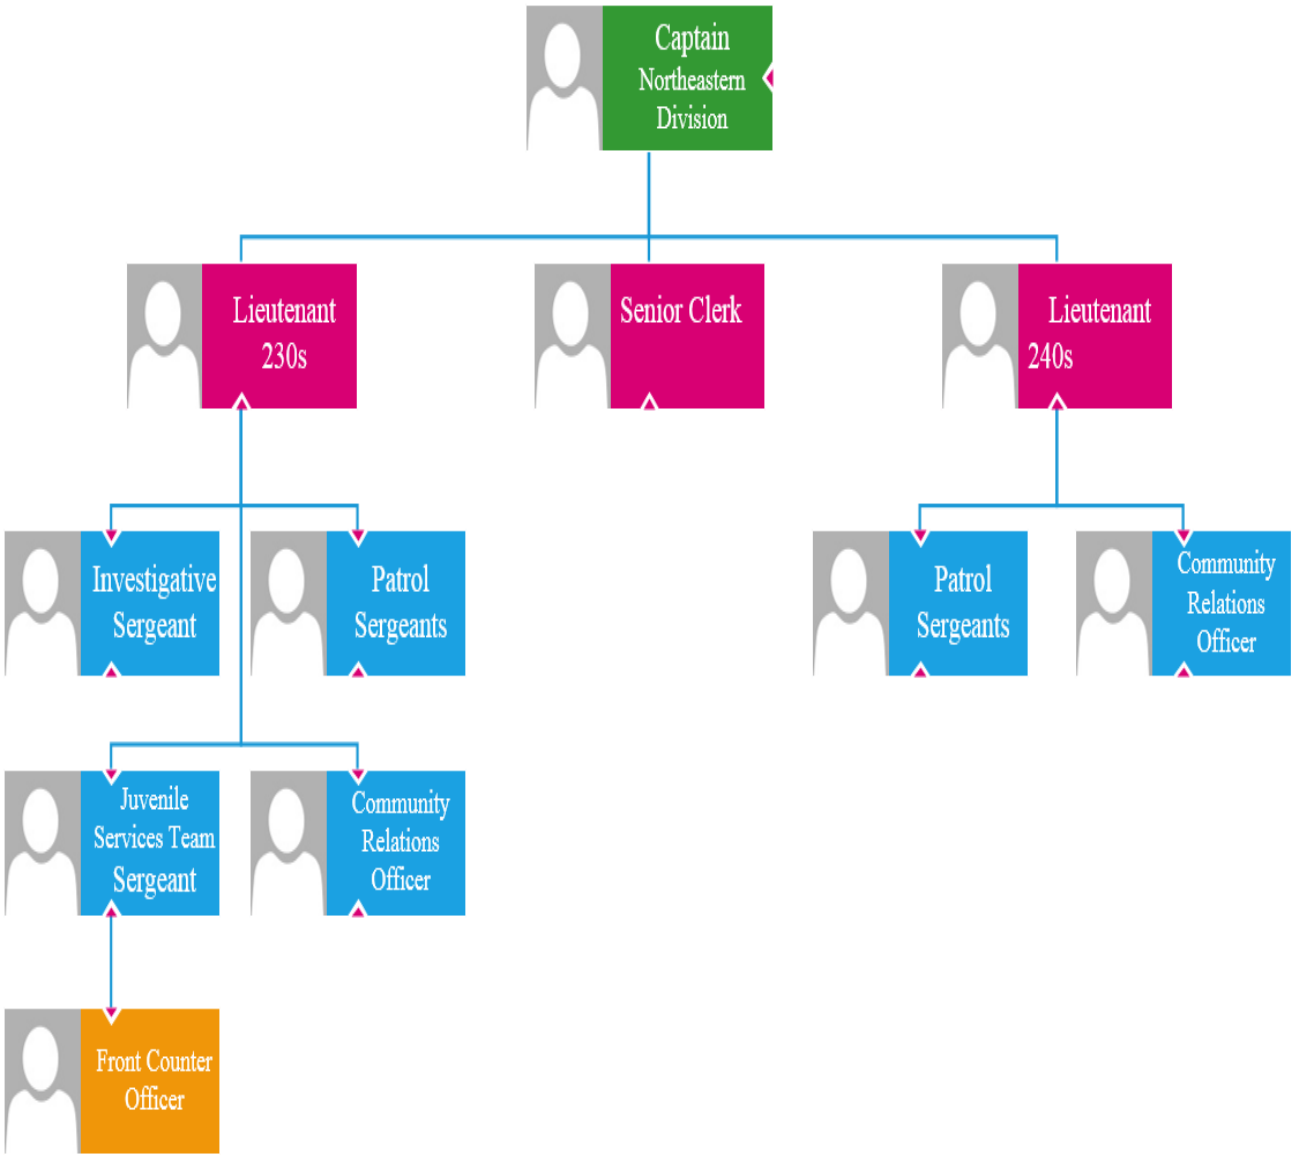 Captain
Northeastern
Division
Lieutenant
230s
Senior Clerk
Lieutenant
240s
Investigative
Sergeant
Patrol
Sergeants
Patrol
Sergeants
Community
Relations
Officer
Juvenile
Services Team
Sergeant
Community
Relations
Officer
Front Counter
Officer